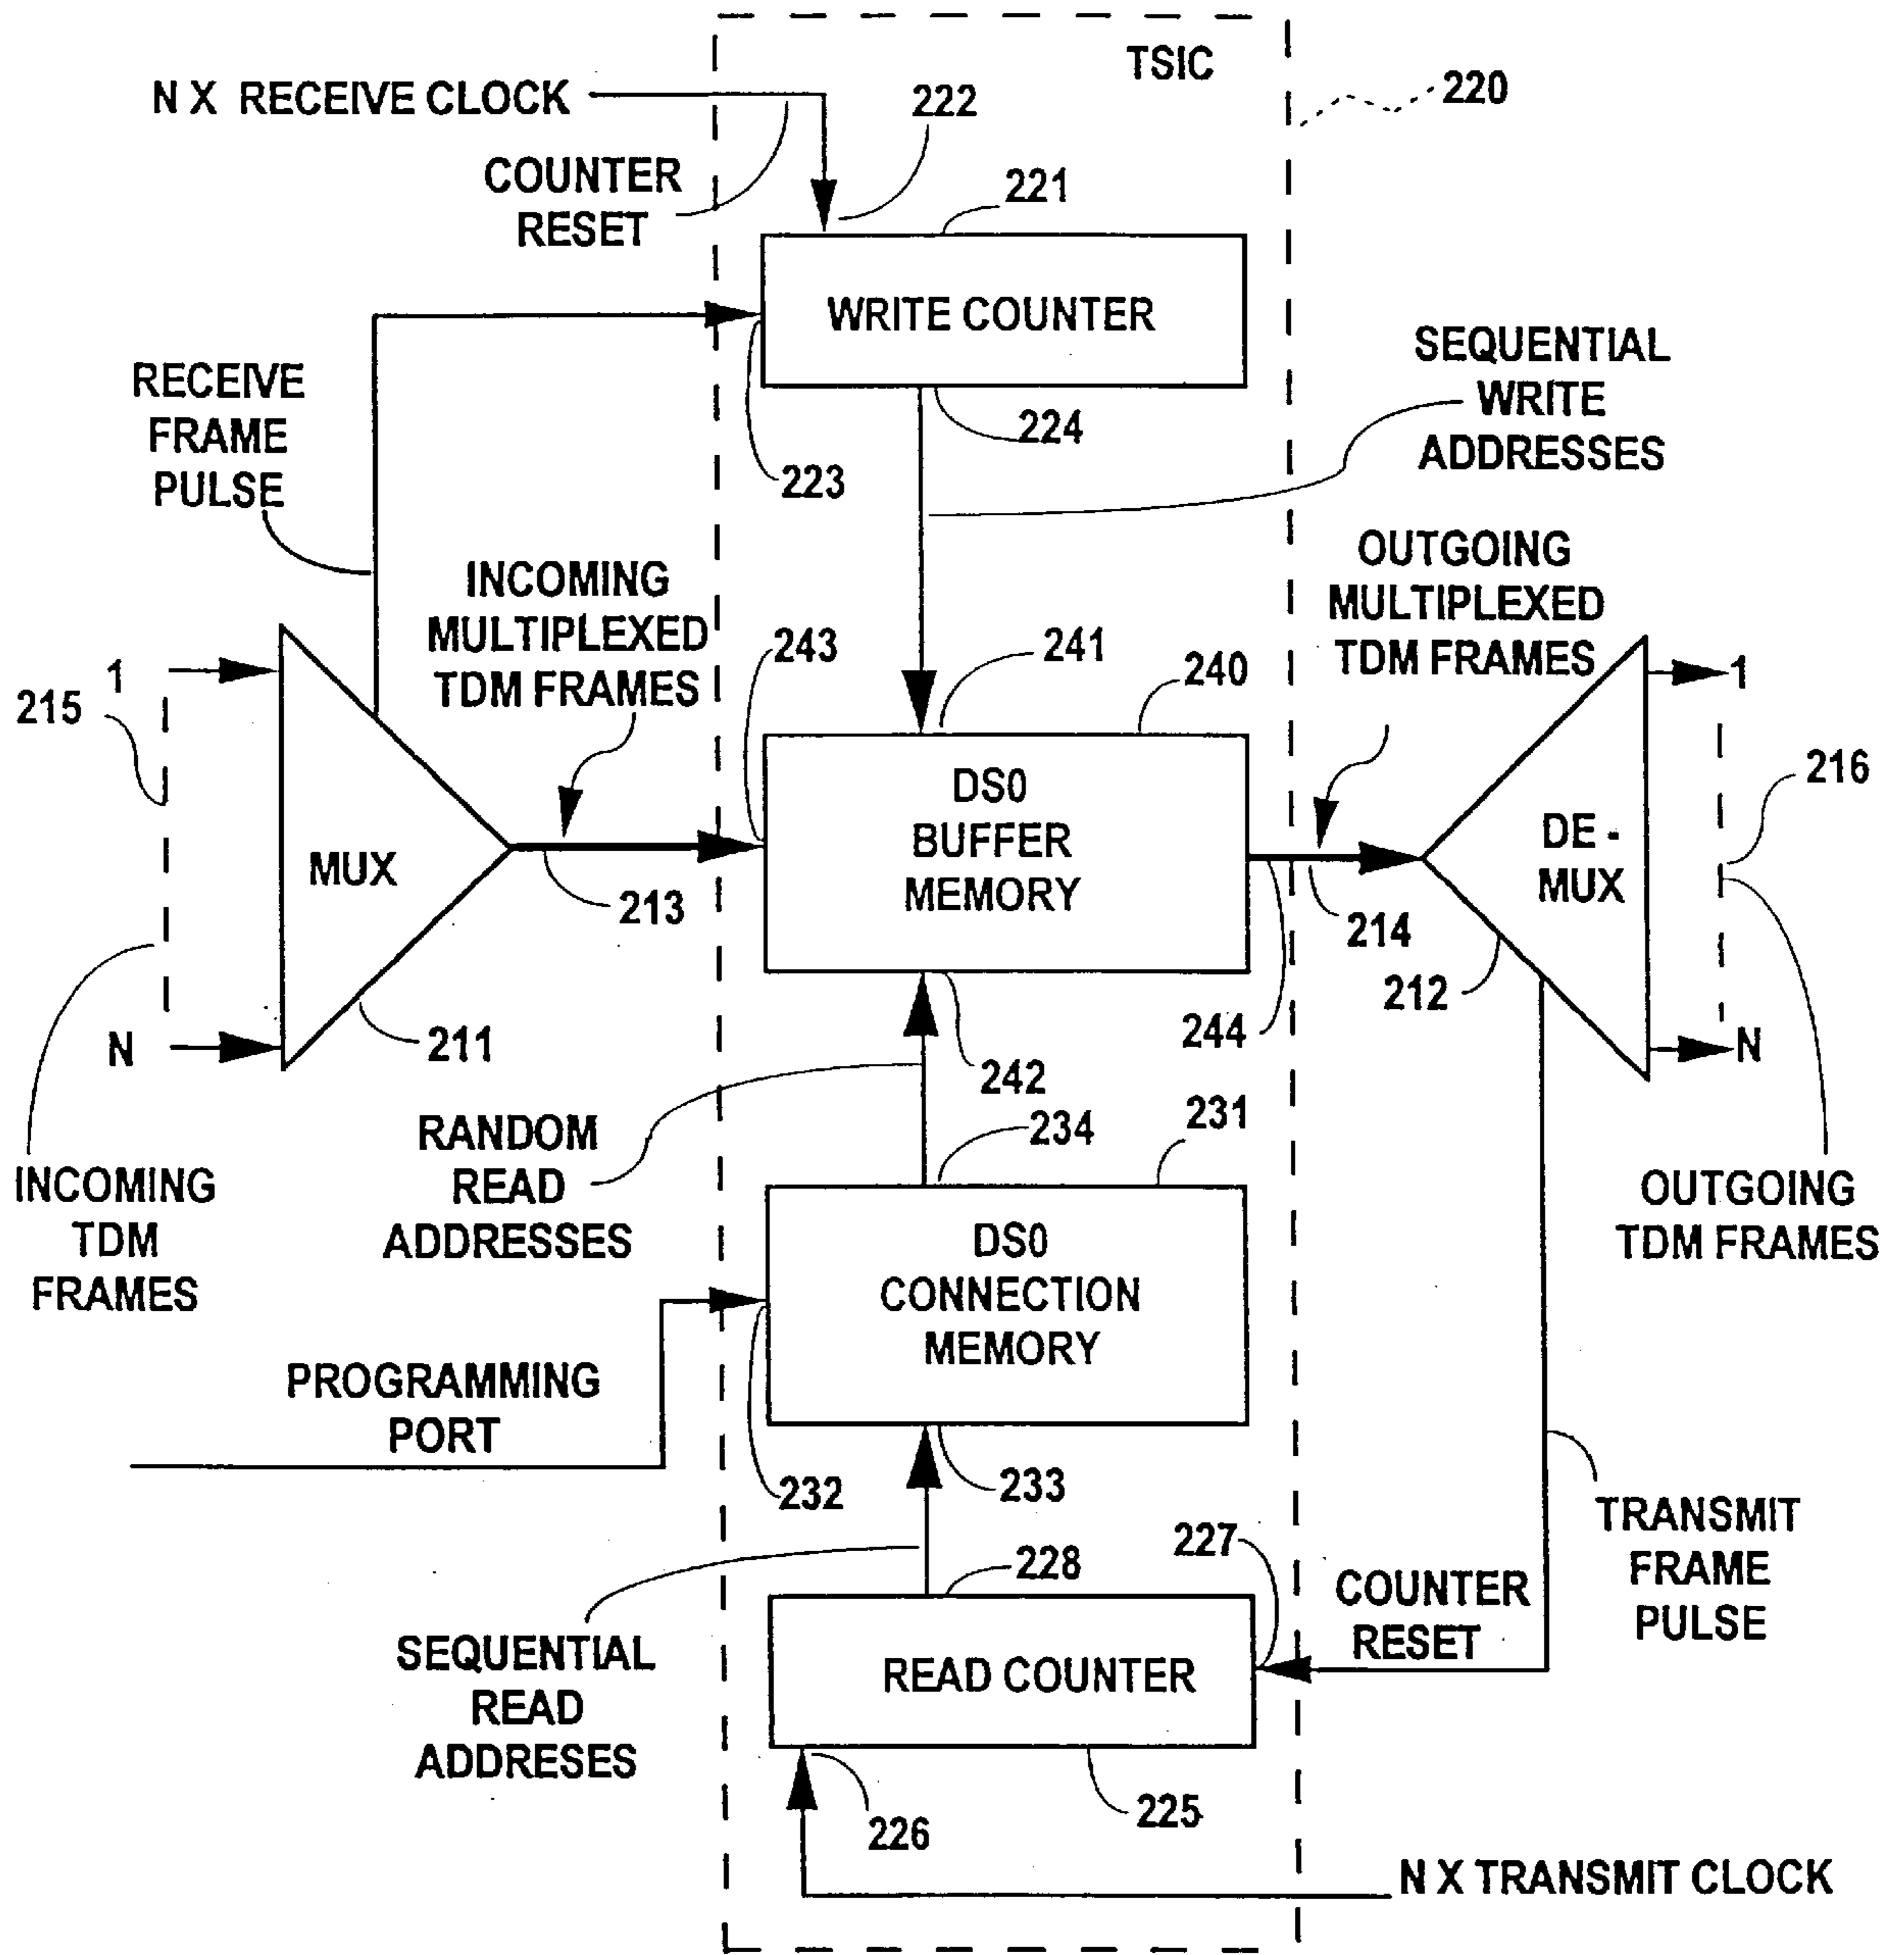 TSIC
220
N X RECEIVE CLOCK
222
COUNTER
RESET
221
WRITE COUNTER
SEQUENTIAL
WRITE
ADDRESSES
RECEIVE
FRAME
PULSE
224
223
INCOMING
MULTIPLEXED
TDM FRAMES
OUTGOING
MULTIPLEXED
TDM FRAMES
243
241
240
1
215
1
216
DS0
BUFFER
MEMORY
MUX
DE -
MUX
213
214
212
211
N
244
N
242
RANDOM
READ
ADDRESSES
234
231
INCOMING
TDM
FRAMES
OUTGOING
TDM FRAMES
DS0
CONNECTION
MEMORY
PROGRAMMING
PORT
232
233
TRANSMIT
FRAME
PULSE
227
228
COUNTER
RESET
SEQUENTIAL
READ
ADDRESES
READ COUNTER
226
225
N X TRANSMIT CLOCK